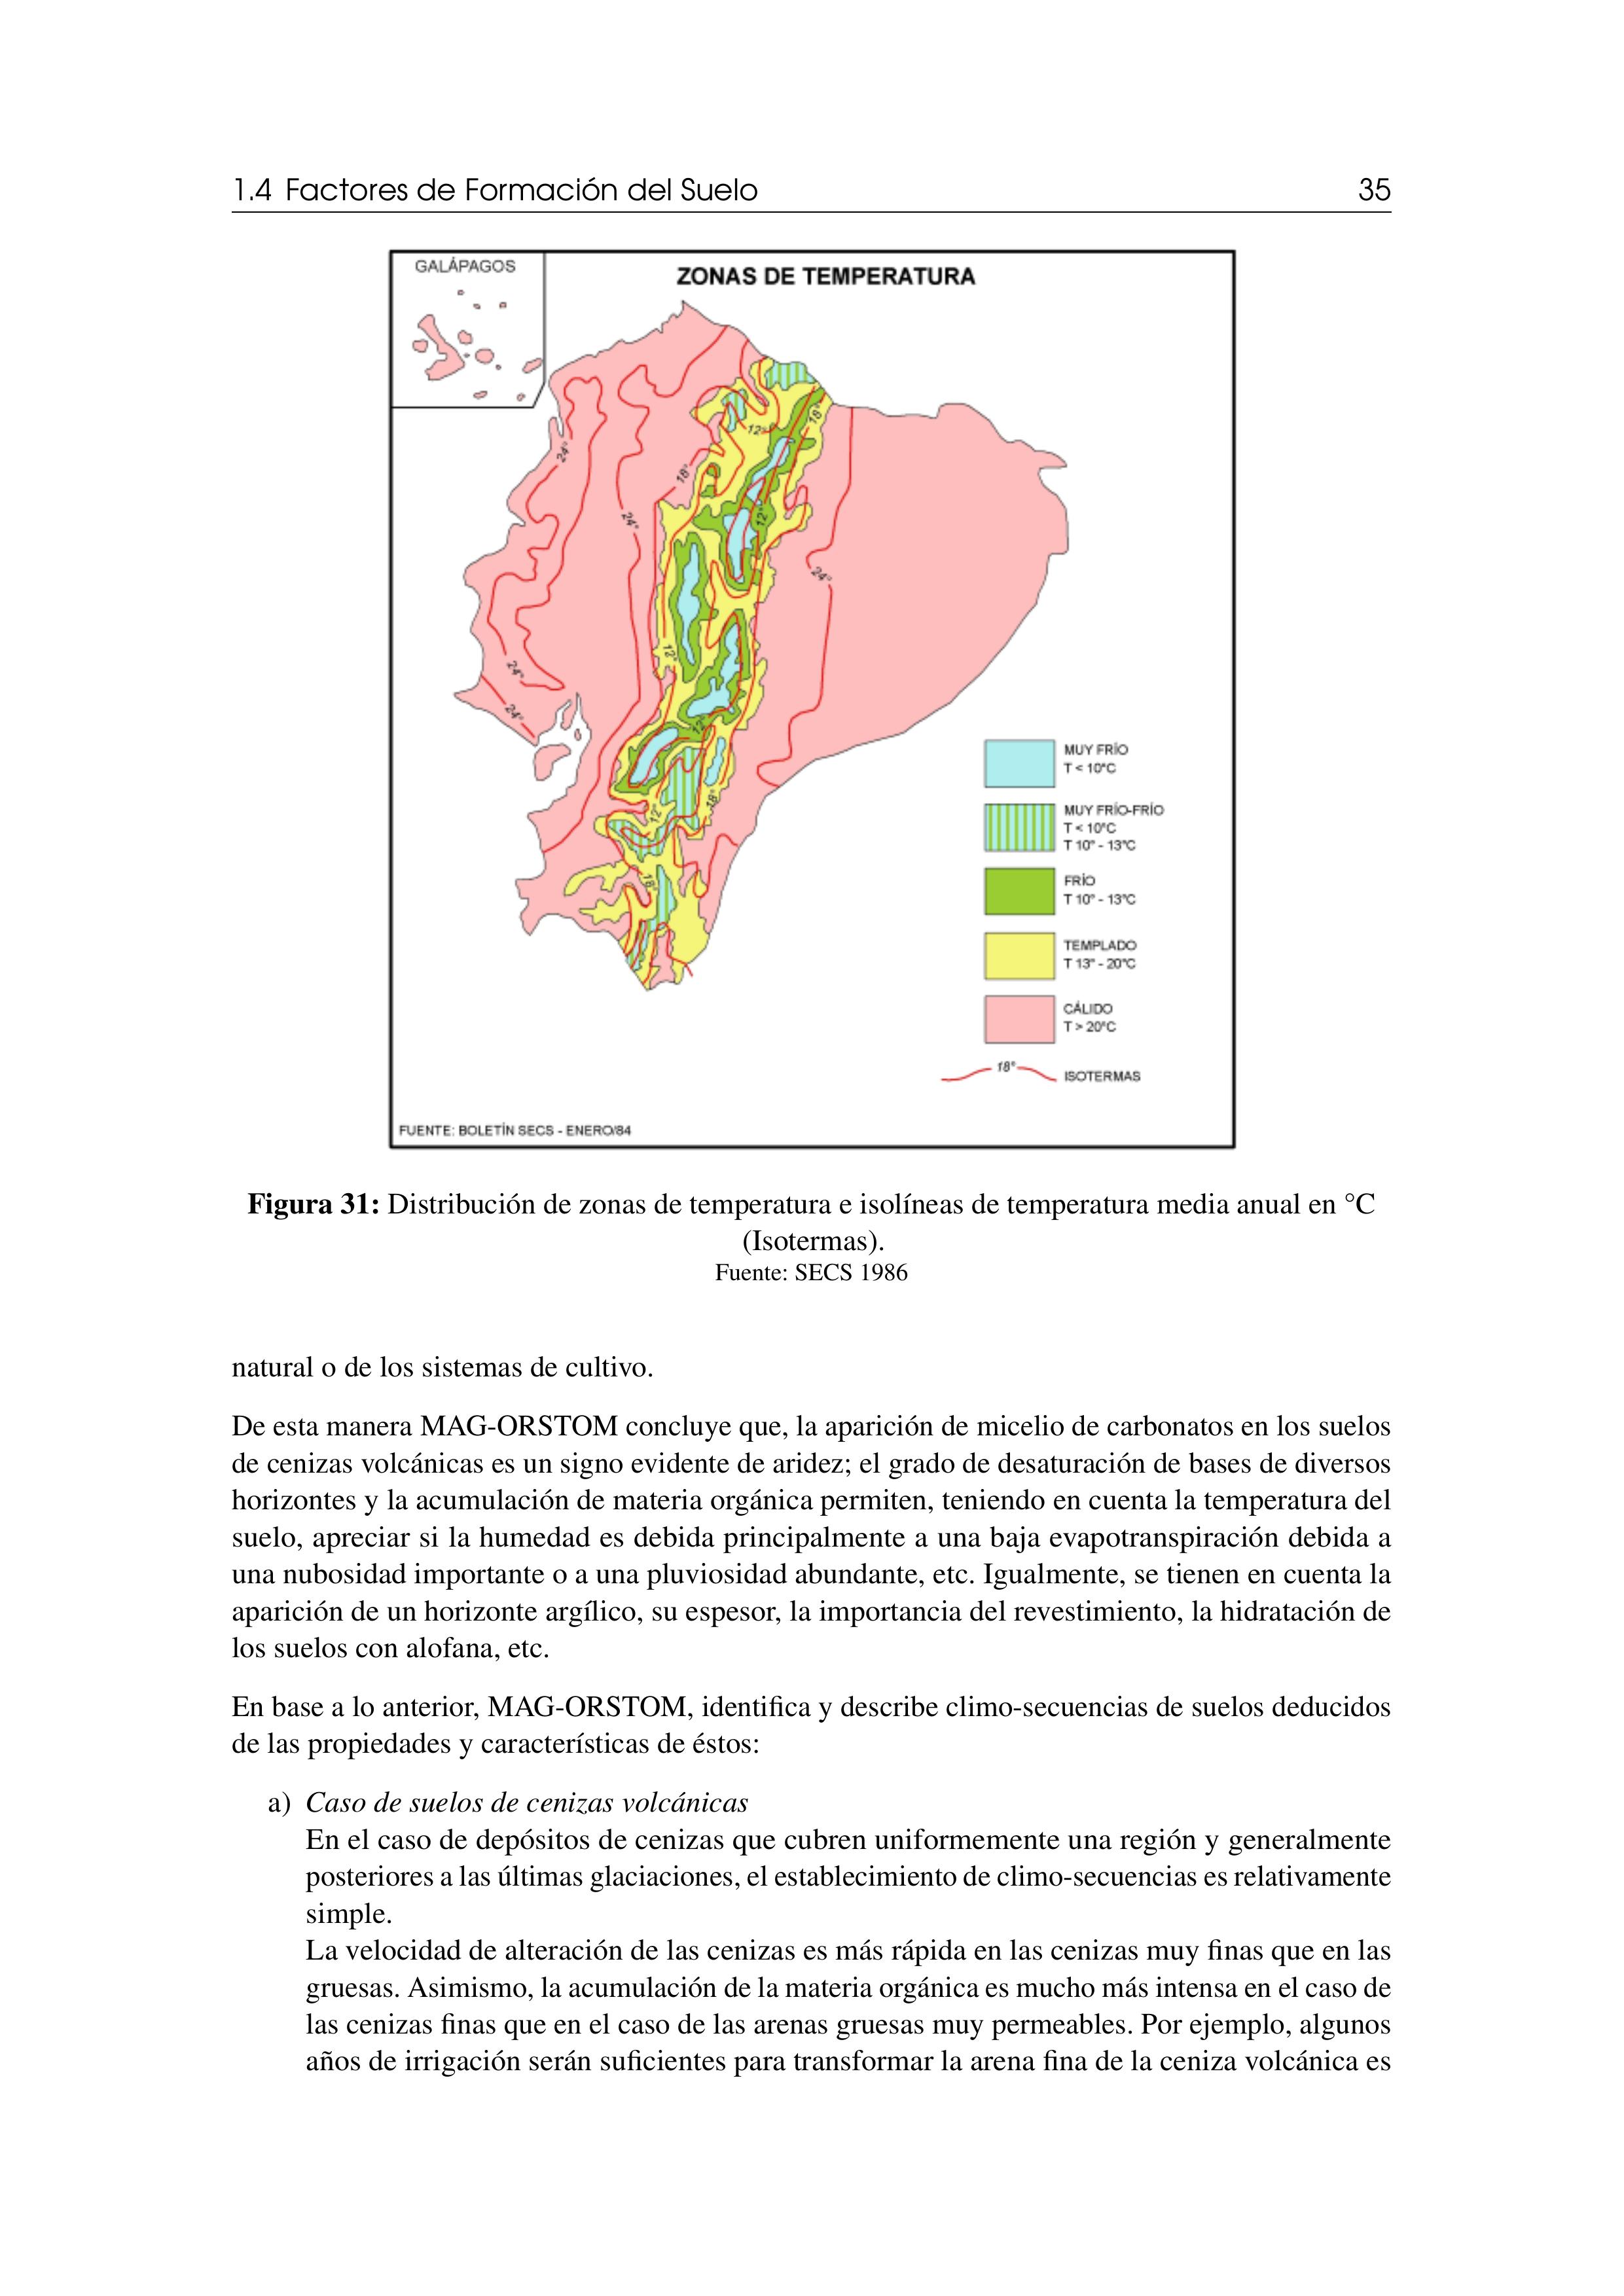 1.4 Factores de Formación del Suelo 35
GALÁPAGOS
ZONAS DE TEMPERATURA
18°
12°
24°
18°
24°
12°
24°
12°
24°
24°
12°
18°
12°
18°
MUY FRÍO
T < 10°C
MUY FRÍO-FRÍO
T < 10°C
T 10° - 13°C
FRÍO
T 10° - 13°C
TEMPLADO
T 13° - 20°C
CÁLIDO
T > 20°C
18°
ISOTERMAS
FUENTE: BOLETÍN SECS - ENERO/84
Figura 31: Distribución de zonas de temperatura e isolíneas de temperatura media anual en °C
(Isotermas).
Fuente: SECS 1986
natural o de los sistemas de cultivo.
De esta manera MAG-ORSTOM concluye que, la aparición de micelio de carbonatos en los suelos
de cenizas volcánicas es un signo evidente de aridez; el grado de desaturación de bases de diversos
horizontes y la acumulación de materia orgánica permiten, teniendo en cuenta la temperatura del
suelo, apreciar si la humedad es debida principalmente a una baja evapotranspiración debida a
una nubosidad importante o a una pluviosidad abundante, etc. Igualmente, se tienen en cuenta la
aparición de un horizonte argílico, su espesor, la importancia del revestimiento, la hidratación de
los suelos con alofana, etc.
En base a lo anterior, MAG-ORSTOM, identifica y describe climo-secuencias de suelos deducidos
de las propiedades y características de éstos:
a) Caso de suelos de cenizas volcánicas
En el caso de depósitos de cenizas que cubren uniformemente una región y generalmente
posteriores a las últimas glaciaciones, el establecimiento de climo-secuencias es relativamente
simple.
La velocidad de alteración de las cenizas es más rápida en las cenizas muy finas que en las
gruesas. Asimismo, la acumulación de la materia orgánica es mucho más intensa en el caso de
las cenizas finas que en el caso de las arenas gruesas muy permeables. Por ejemplo, algunos
años de irrigación serán suficientes para transformar la arena fina de la ceniza volcánica es